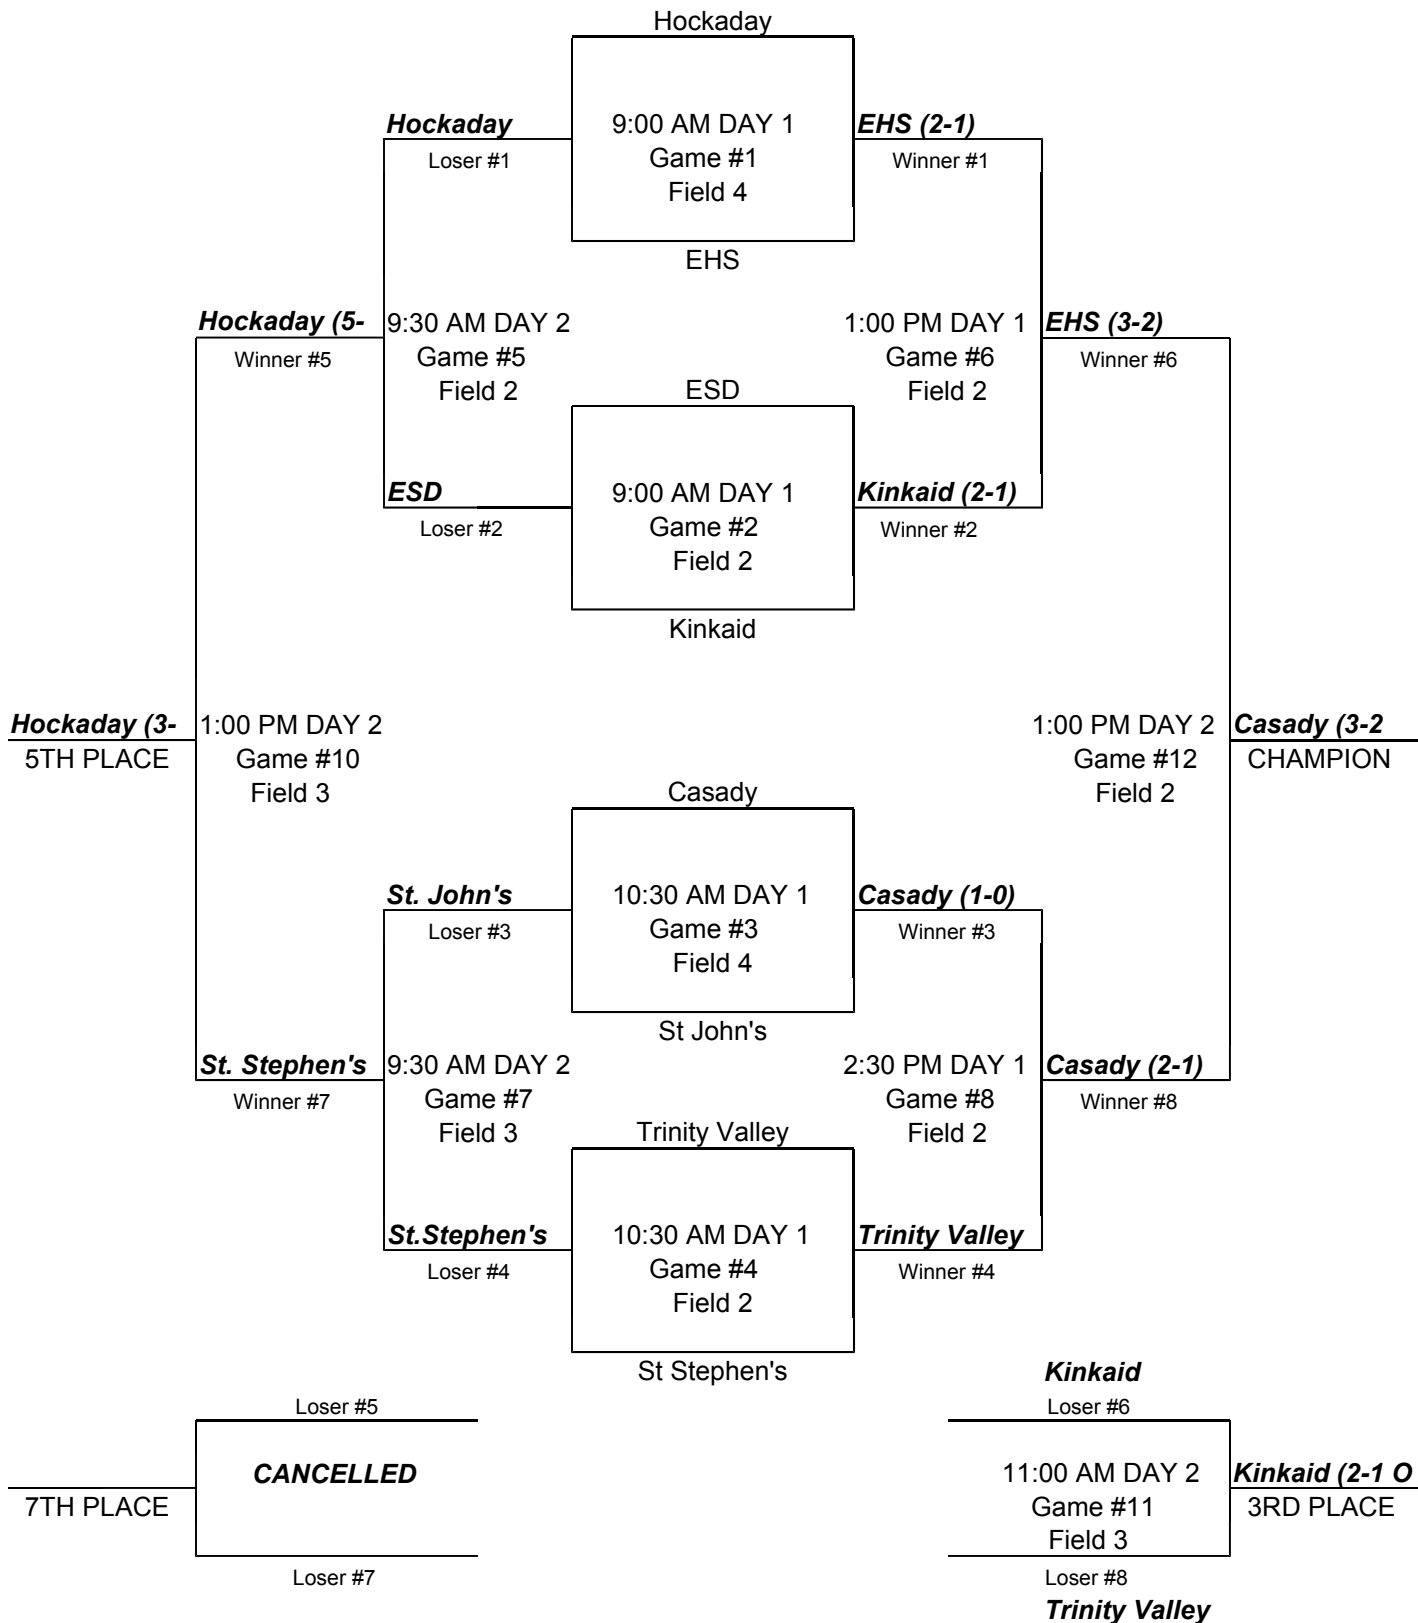 Hockaday
Hockaday
9:00 AM DAY 1
EHS (2-1)
Loser #1
Game #1
Winner #1
Field 4
EHS
Hockaday (5-
9:30 AM DAY 2
1:00 PM DAY 1
EHS (3-2)
Winner #5
Game #5
Game #6
Winner #6
Field 2
ESD
Field 2
ESD
9:00 AM DAY 1
Kinkaid (2-1)
Loser #2
Game #2
Winner #2
Field 2
Kinkaid
Hockaday (3-
1:00 PM DAY 2
1:00 PM DAY 2
Casady (3-2
5TH PLACE
Game #10
Game #12
CHAMPION
Field 3
Casady
Field 2
St. John's
10:30 AM DAY 1
Casady (1-0)
Loser #3
Game #3
Winner #3
Field 4
St John's
St. Stephen's
9:30 AM DAY 2
2:30 PM DAY 1
Casady (2-1)
Winner #7
Game #7
Game #8
Winner #8
Field 3
Trinity Valley
Field 2
St.Stephen's
10:30 AM DAY 1
Trinity Valley
Loser #4
Game #4
Winner #4
Field 2
St Stephen's
Kinkaid
Loser #5
Loser #6
CANCELLED
11:00 AM DAY 2
Kinkaid (2-1 O
7TH PLACE
Game #11
3RD PLACE
Field 3
Loser #7
Loser #8
Trinity Valley